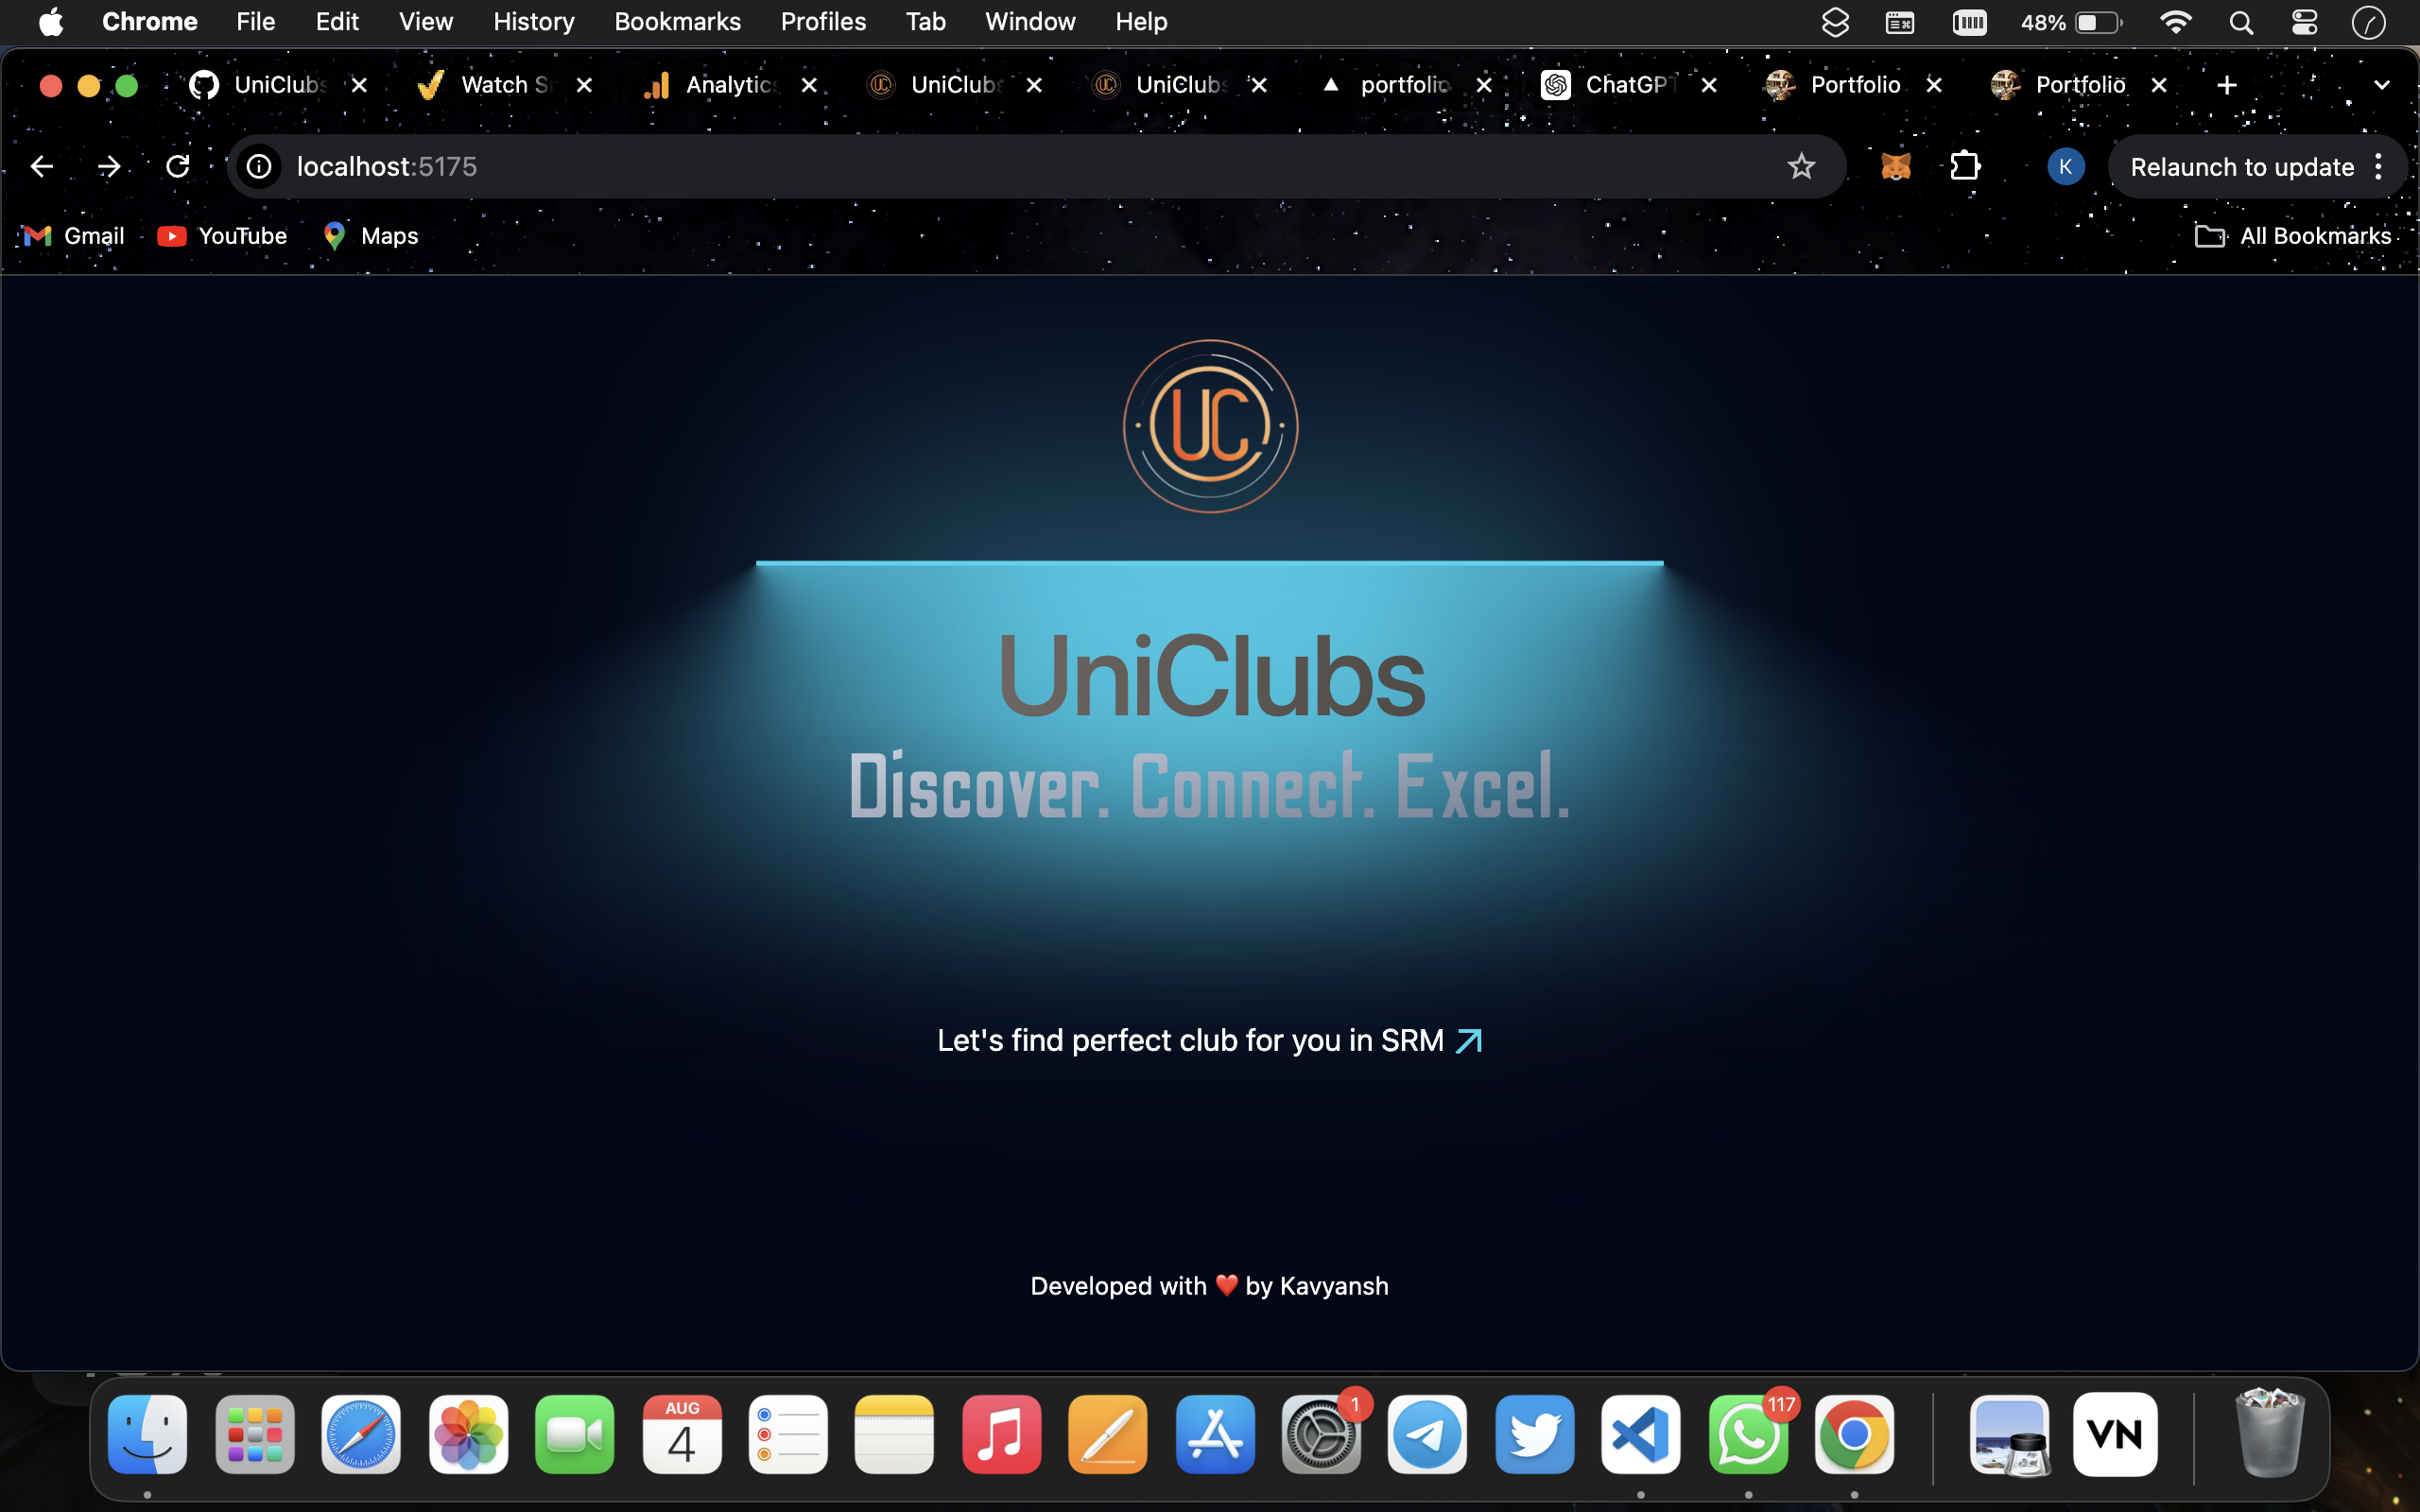 Chrome File Edit View History Bookmarks Profiles Tab Window Help 48%
UniClubs Watch Analytics UniClubs UniClubs portfolio ChatGPT Portfolio Portfolio
localhost:5175 K Relaunch to update
Gmail YouTube Maps All Bookmarks
UC
UniClubs
Discover. Connect. Excel.
Let's find perfect club for you in SRM
Developed with ❤️ by Kavyansh
AUG 1 117
4 VN